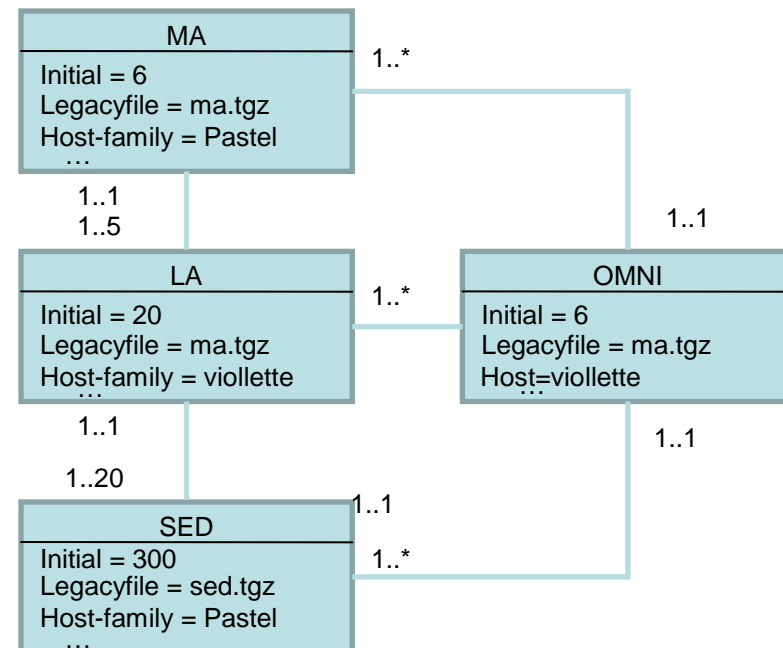 MA
Initial = 6
Legacyfile = ma.tgz
Host-family = Pastel
…
1..*
1..1
1..5
1..1
LA
Initial = 20
Legacyfile = ma.tgz
Host-family = viollette
…
1..*
OMNI
Initial = 6
Legacyfile = ma.tgz
Host=viollette
…
1..1
1..1
1..20
1..1
SED
Initial = 300
Legacyfile = sed.tgz
Host-family = Pastel
…
1..*